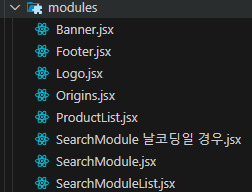 modules
Banner.jsx
Footer.jsx
Logo.jsx
Origins.jsx
ProductList.jsx
SearchModule 날코딩일 경우.jsx
SearchModule.jsx
SearchModuleList.jsx